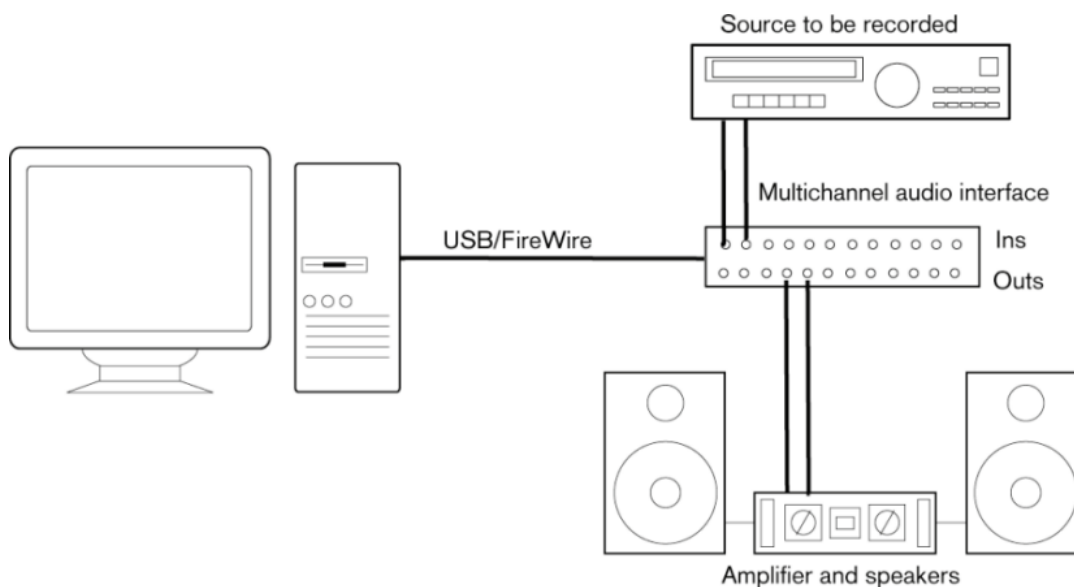 Source to be recorded
Multichannel audio interface
USB/FireWire
Ins
Outs
Amplifier and speakers